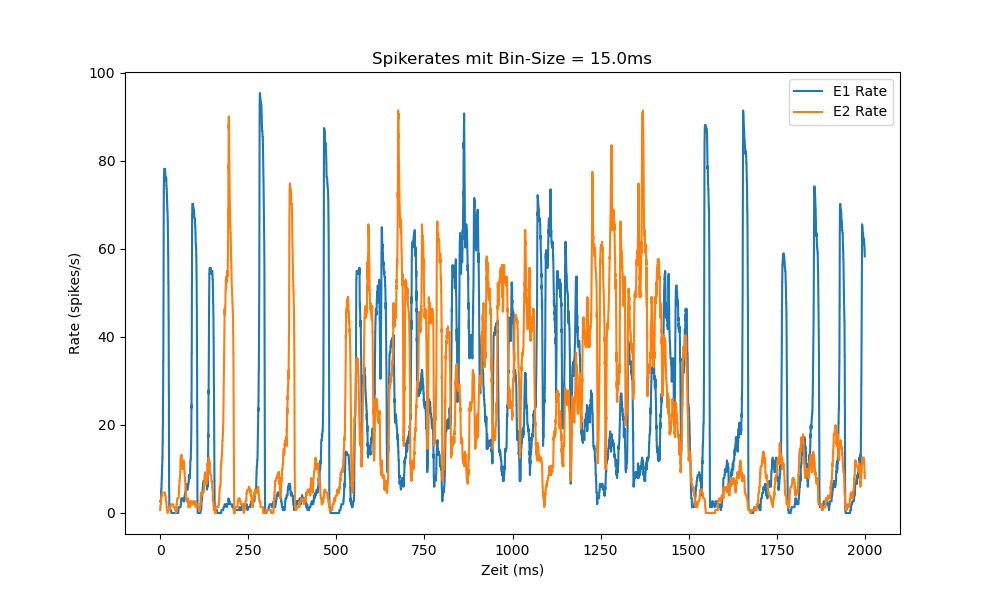 Spikerates mit Bin-Size = 15.0ms
E1 Rate
E2 Rate
Rate (spikes/s)
100
80
60
40
20
0
0 250 500 750 1000 1250 1500 1750 2000
Zeit (ms)